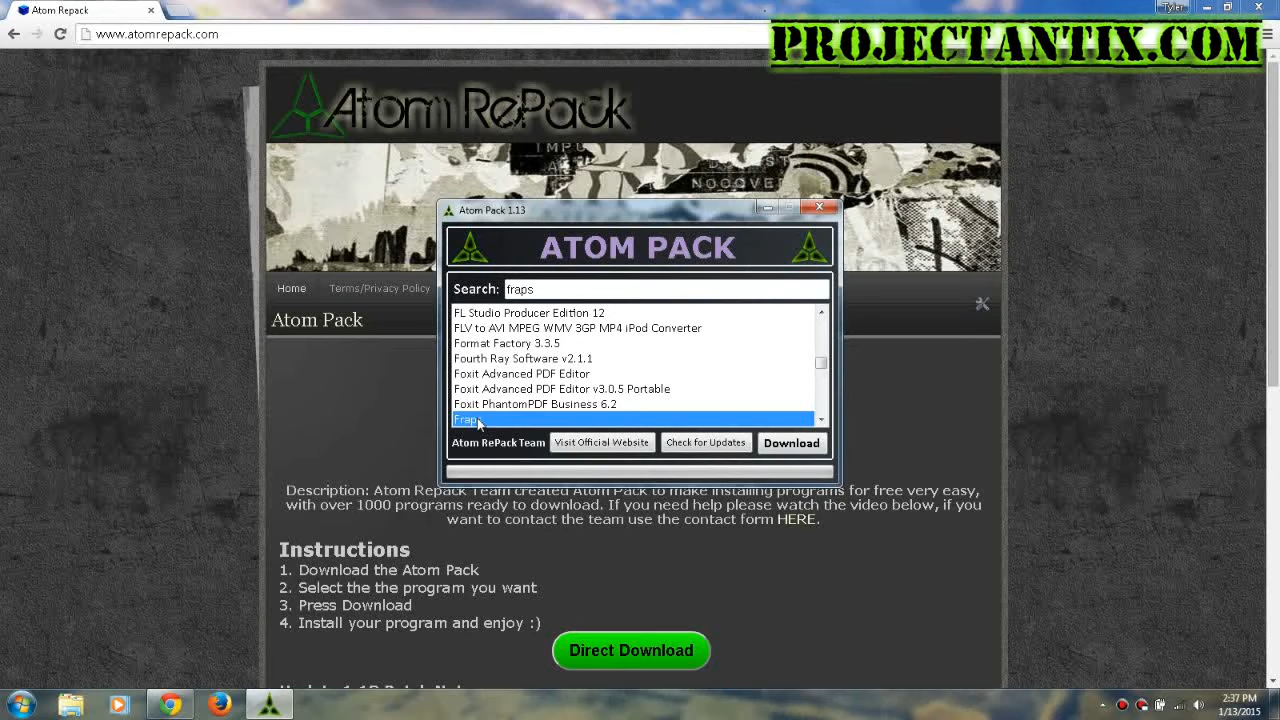 Atom Repack
Tyler
www.atomrepack.com
PROJECTANTIX.COM
Atom RePack
NOCOVE
Home
Terms/Privacy Policy
Atom Pack
Atom Pack 1.13
ATOM PACK
Search: fraps
FL Studio Producer Edition 12
FLV to AVI MPEG WMV 3GP MP4 iPod Converter
Format Factory 3.3.5
Fourth Ray Software v2.1.1
Foxit Advanced PDF Editor
Foxit Advanced PDF Editor v3.0.5 Portable
Foxit PhantomPDF Business 6.2
Fraps
Atom RePack Team
Visit Official Website
Check for Updates
Download
Description: Atom Repack Team created Atom Pack to make installing programs for free very easy,
with over 1000 programs ready to download. If you need help please watch the video below, if you
want to contact the team use the contact form HERE.
Instructions
1. Download the Atom Pack
2. Select the the program you want
3. Press Download
4. Install your program and enjoy :)
Direct Download
2:37 PM
1/13/2015